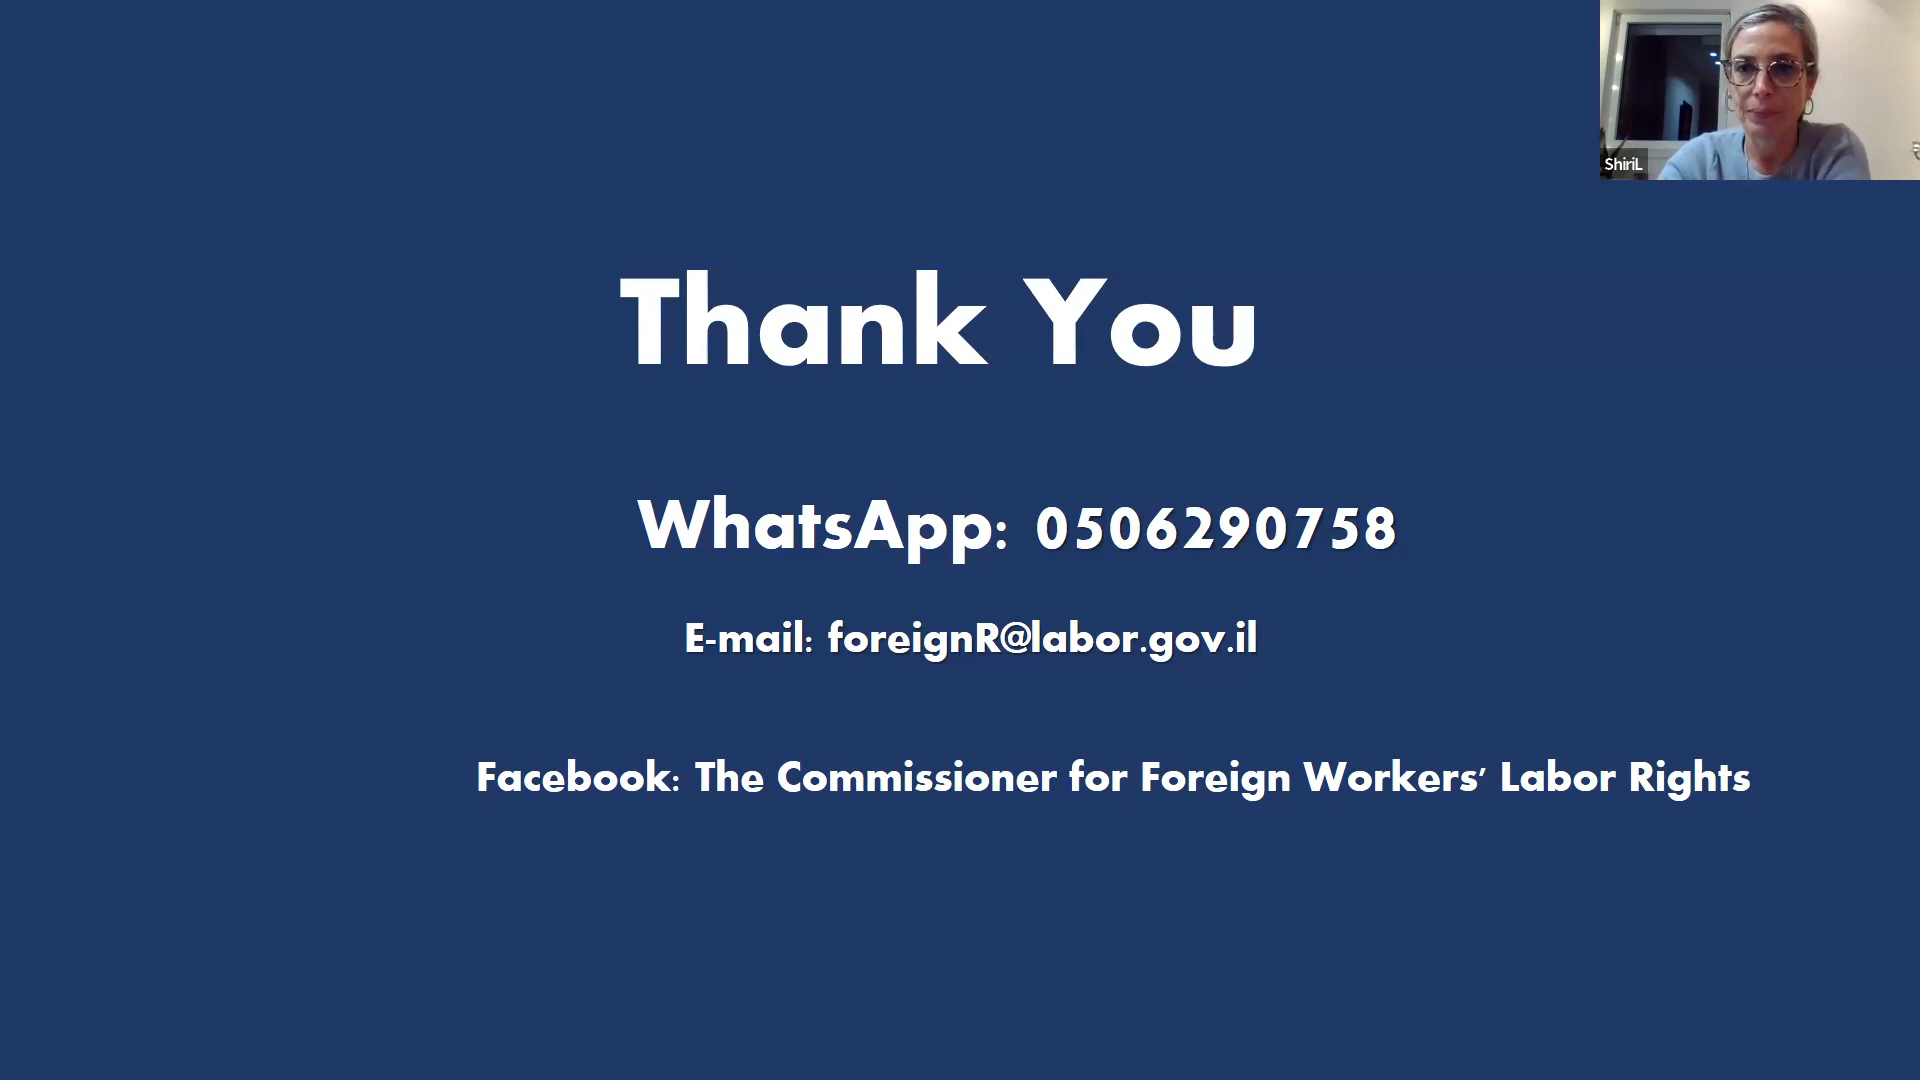 ShiriL
Thank You
WhatsApp: 0506290758
E-mail: foreignR@labor.gov.il
Facebook: The Commissioner for Foreign Workers' Labor Rights